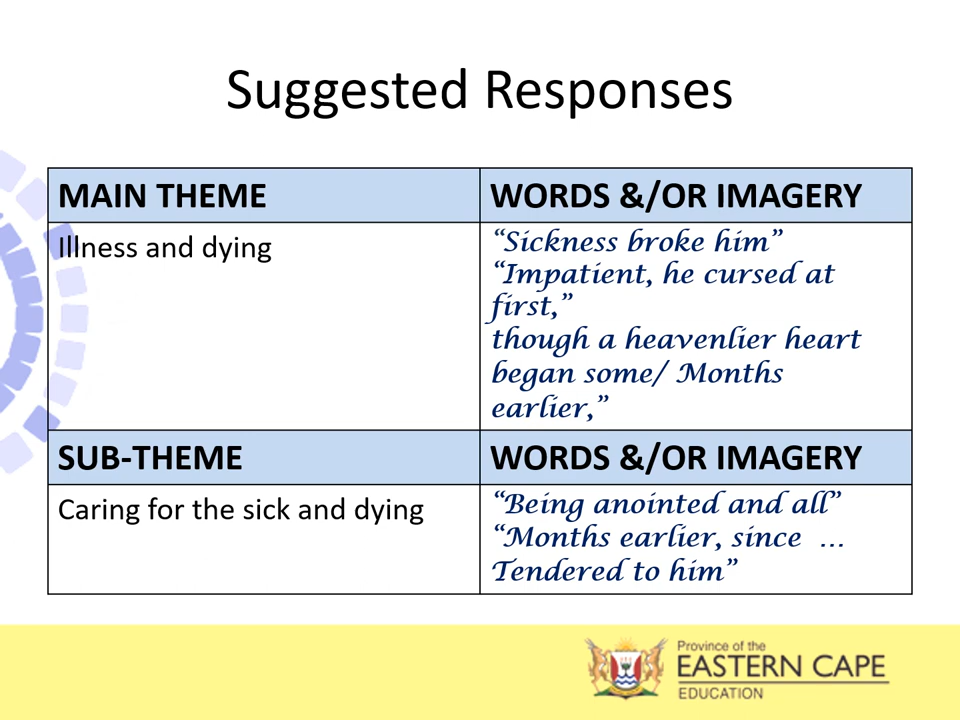 Suggested Responses
MAIN THEME
WORDS &/OR IMAGERY
Illness and dying
“Sickness broke him”
“Impatient, he cursed at
first,”
though a heavenlier heart
began some/ Months
earlier,”
SUB-THEME
WORDS &/OR IMAGERY
Caring for the sick and dying
“Being anointed and all”
“Months earlier, since ...
Tendered to him”
Province of the
EASTERN CAPE
EDUCATION